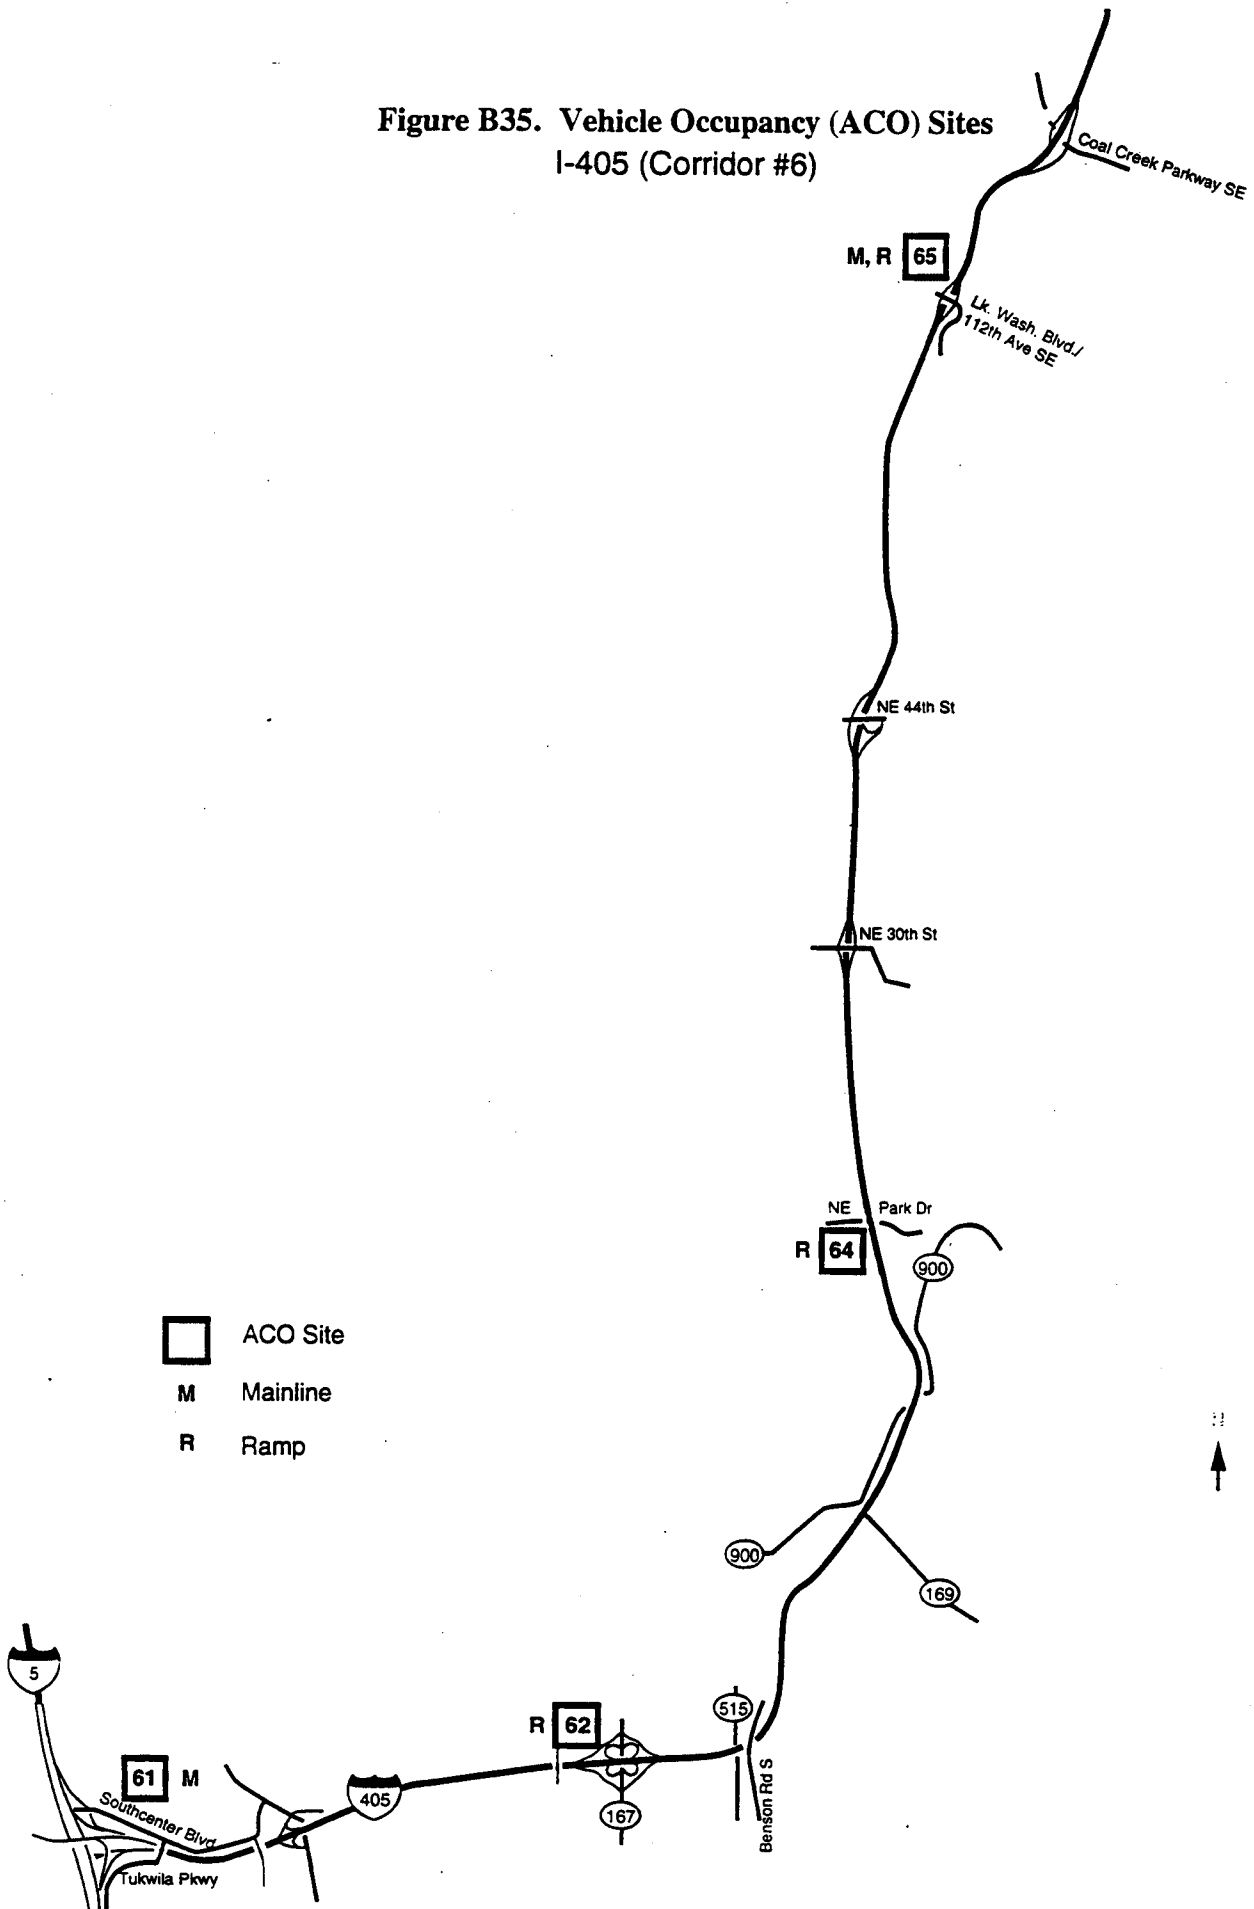 Figure B35. Vehicle Occupancy (ACO) Sites
I-405 (Corridor #6)
Coal Creek Parkway SE
M, R 65
Lk. Wash. Blvd./
112th Ave SE
NE 44th St
NE 30th St
NE Park Dr
R 64
900
ACO Site
M Mainline
R Ramp
N
900
169
5
515
R 62
61 M
405
Southcenter Blvd
167
Benson Rd S
Tukwila Pkwy